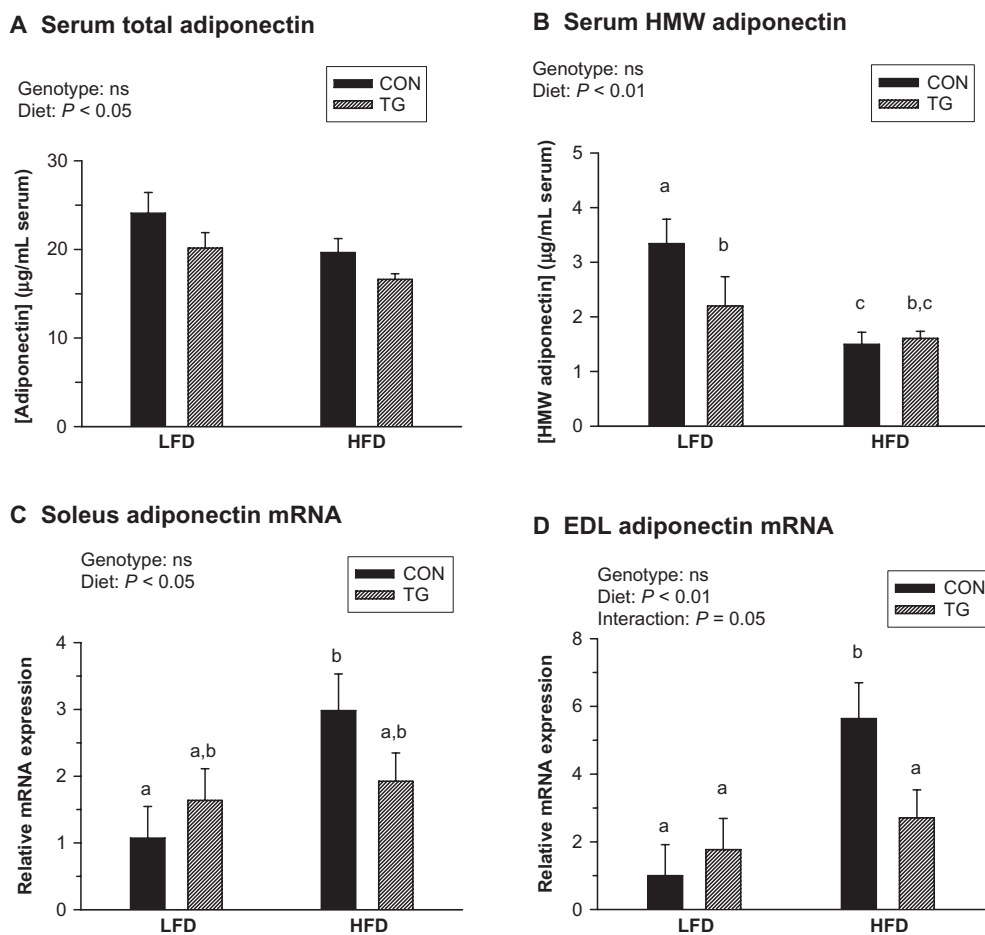 A Serum total adiponectin
Genotype: ns
Diet: P < 0.05
CON
TG
[Adiponectin] (μg/mL serum)
30
20
10
0
LFD
HFD
B Serum HMW adiponectin
Genotype: ns
Diet: P < 0.01
CON
TG
[HMW adiponectin] (μg/mL serum)
5
4
3
2
1
0
a
b
c
b,c
LFD
HFD
C Soleus adiponectin mRNA
Genotype: ns
Diet: P < 0.05
CON
TG
Relative mRNA expression
4
3
2
1
0
a
a,b
b
a,b
LFD
HFD
D EDL adiponectin mRNA
Genotype: ns
Diet: P < 0.01
Interaction: P = 0.05
CON
TG
Relative mRNA expression
8
6
4
2
0
a
a
b
a
LFD
HFD